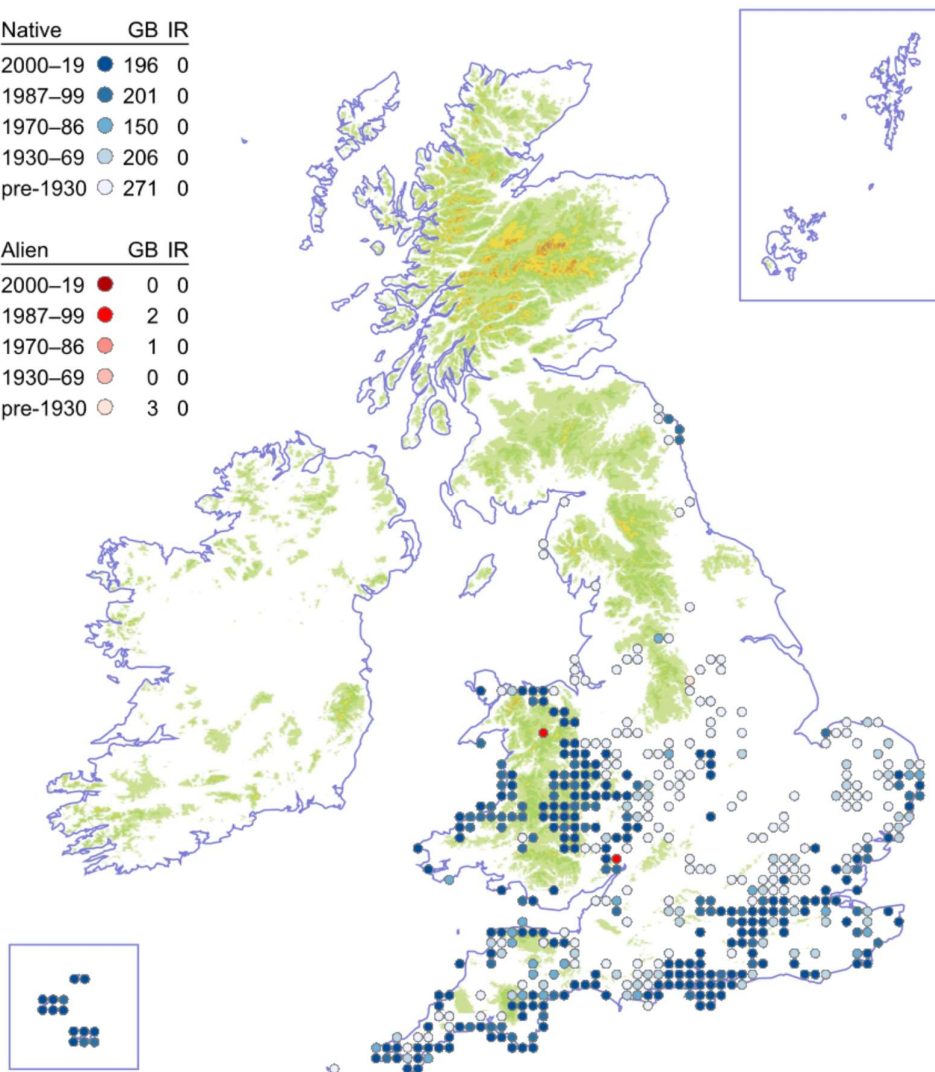 Native GB IR
2000–19 196 0
1987–99 201 0
1970–86 150 0
1930–69 206 0
pre-1930 271 0
Alien GB IR
2000–19 0 0
1987–99 2 0
1970–86 1 0
1930–69 0 0
pre-1930 3 0